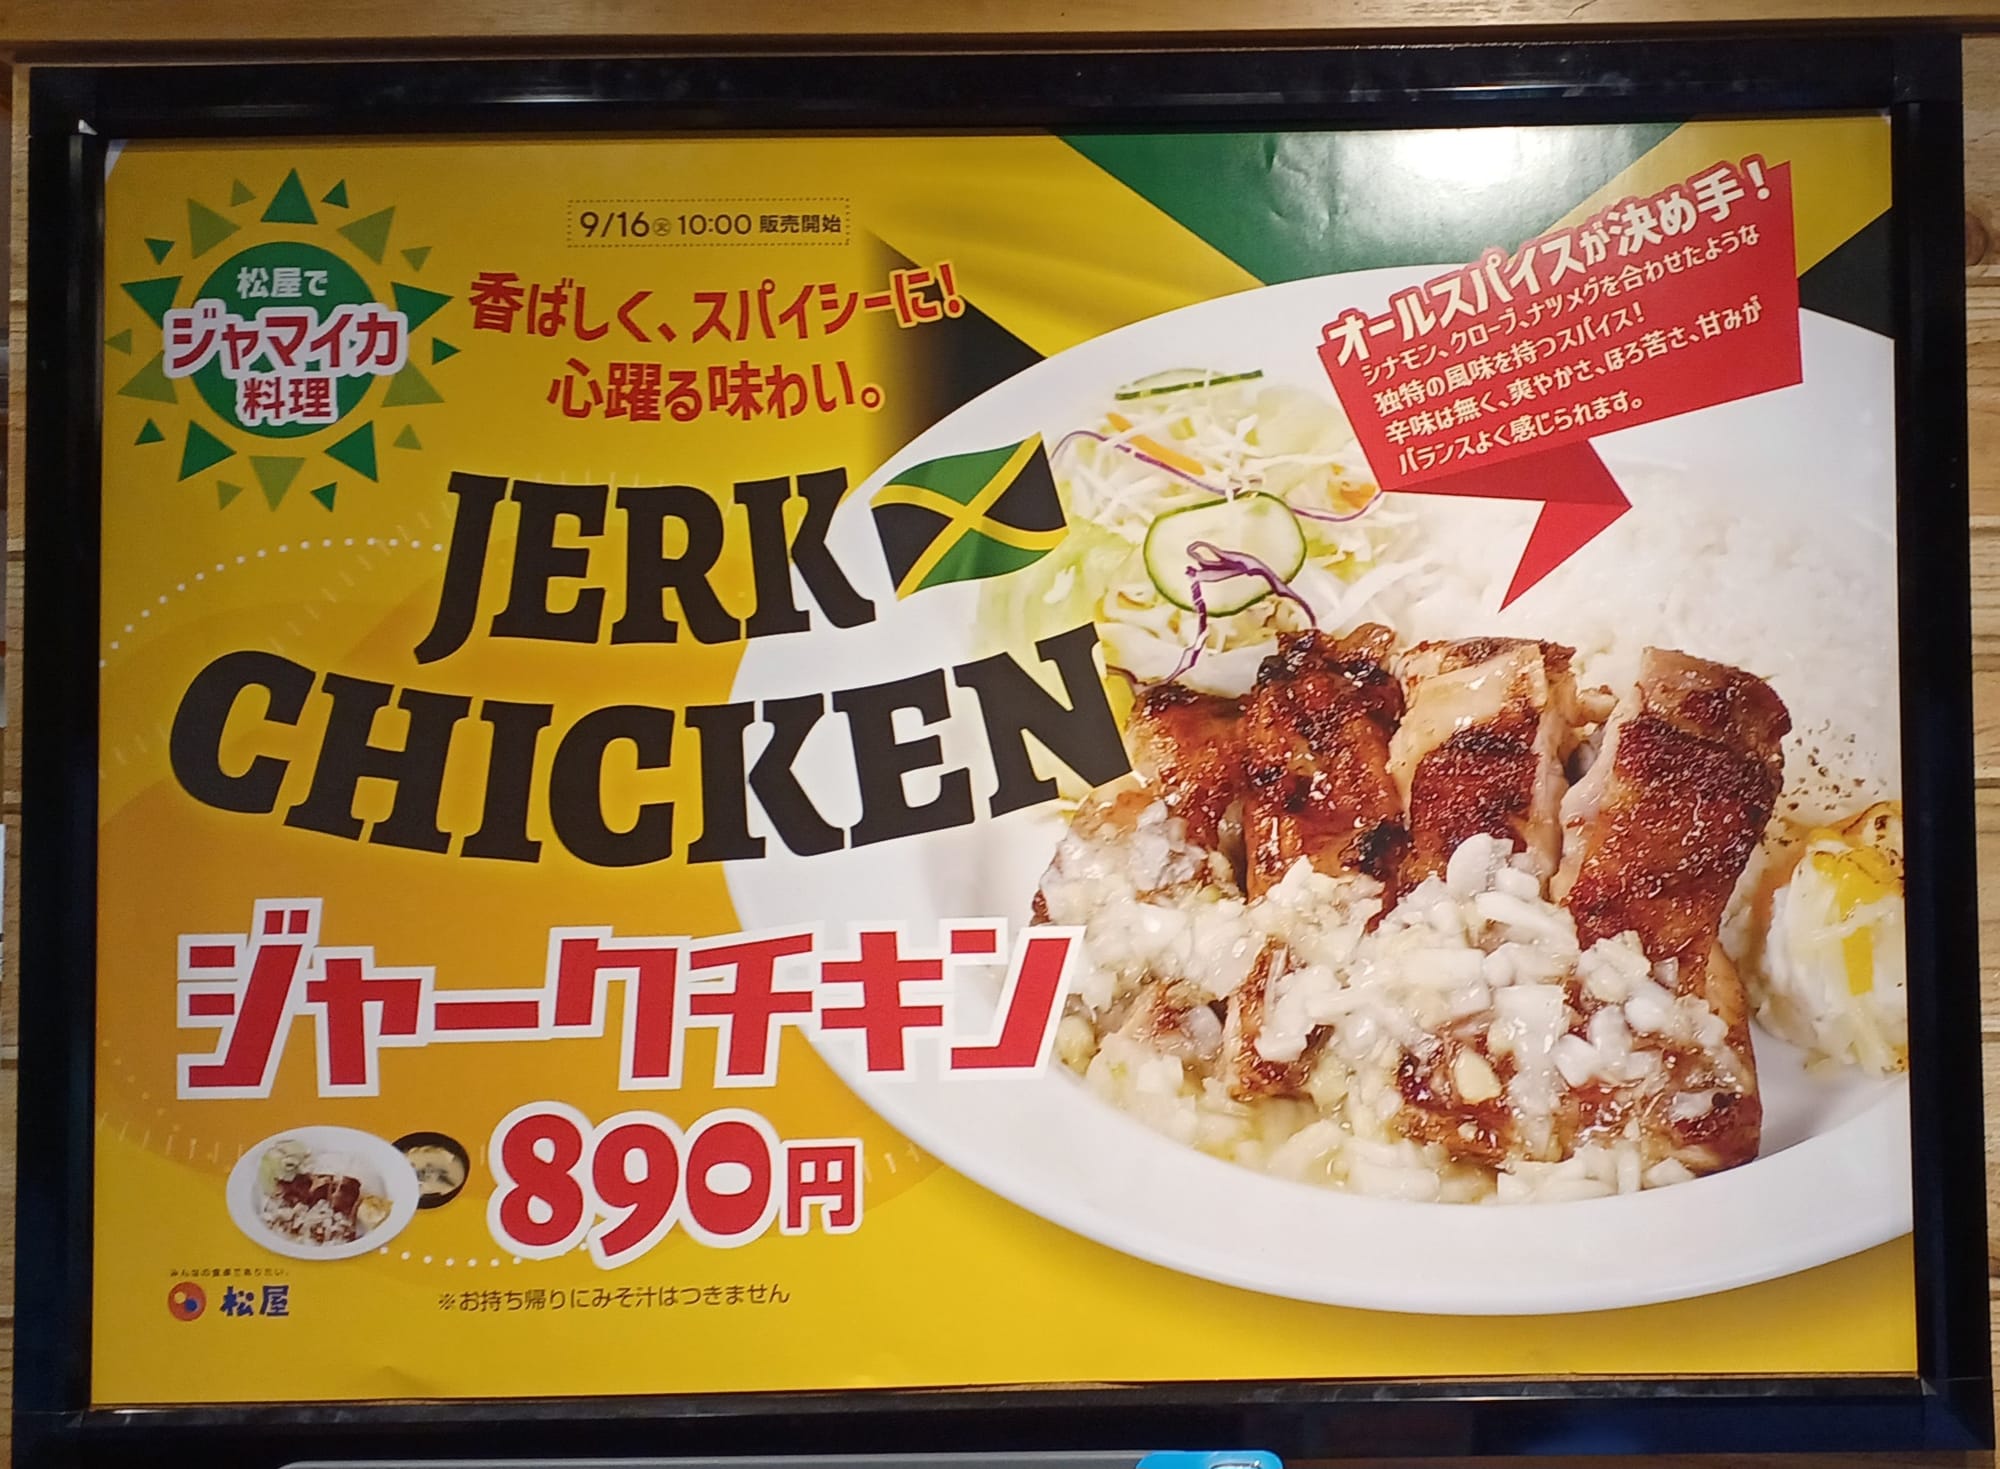 松屋で
ジャマイカ
料理
9/16㊋10:00 販売開始
香ばしく、スパイシーに!
心躍る味わい。
JERK
CHICKEN
ジャークチキン
890円
オールスパイスが決め手!
シナモン、クローブ、ナツメグを合わせたような
独特の風味を持つスパイス!
辛味は無く、爽やかさ、ほろ苦さ、甘みが
バランスよく感じられます。
みんなの食卓でありたい。
松屋
※お持ち帰りにみそ汁はつきません